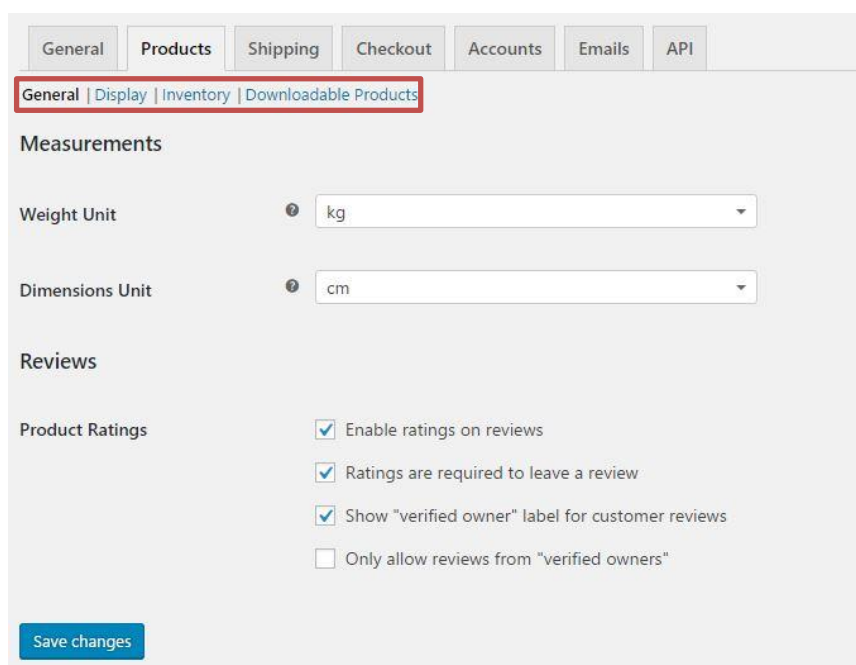 General Products Shipping Checkout Accounts Emails API
General | Display | Inventory | Downloadable Products
Measurements
Weight Unit ? kg
Dimensions Unit ? cm
Reviews
Product Ratings Enable ratings on reviews
Ratings are required to leave a review
Show "verified owner" label for customer reviews
Only allow reviews from "verified owners"
Save changes